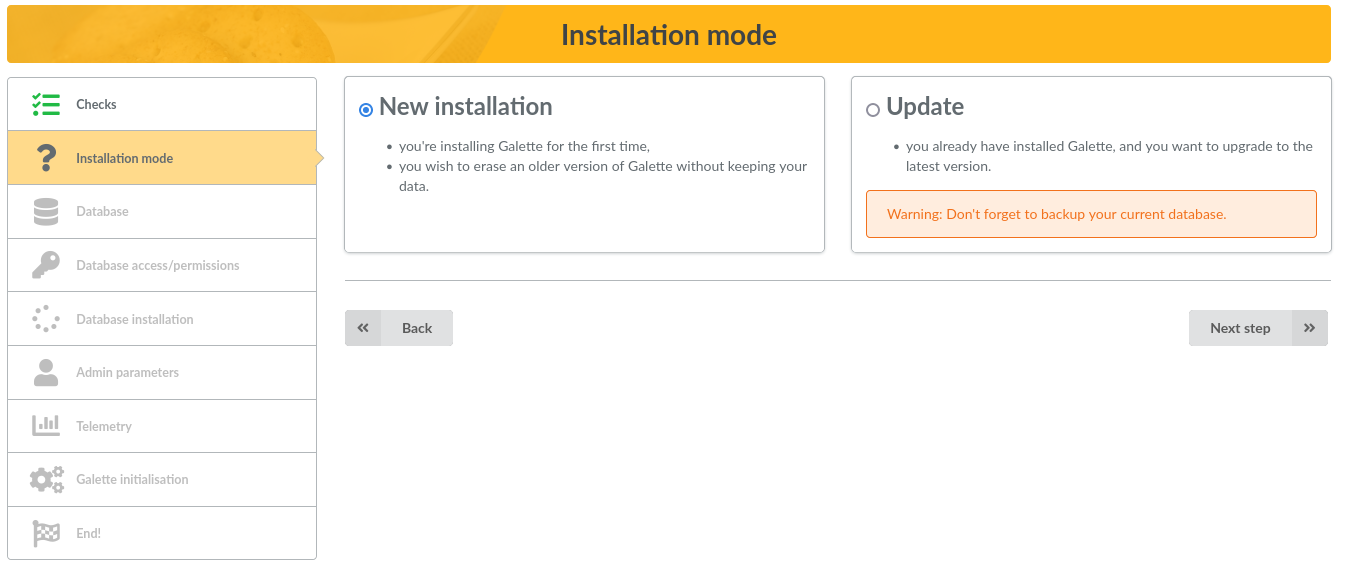 Installation mode
Checks
Installation mode
Database
Database access/permissions
Database installation
Admin parameters
Telemetry
Galette initialisation
End!
New installation
• you're installing Galette for the first time,
• you wish to erase an older version of Galette without keeping your
data.
Update
• you already have installed Galette, and you want to upgrade to the
latest version.
Warning: Don't forget to backup your current database.
Back
Next step